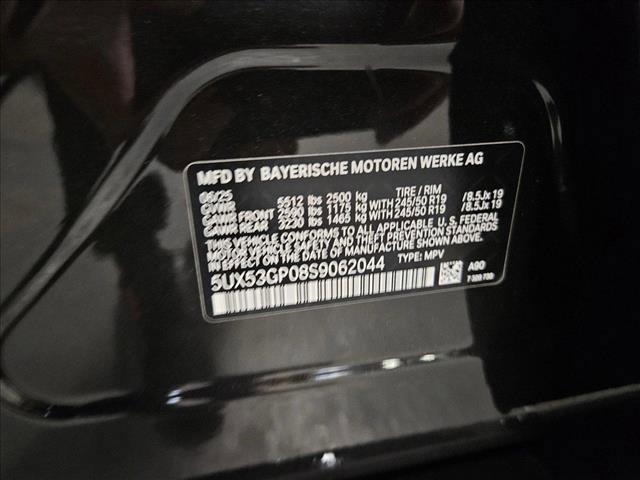 MFD BY BAYERISCHE MOTOREN WERKE AG
06/25 TIRE / RIM
GVWR 5512 lbs 2500 kg
GAWR FRONT 2590 lbs 1175 kg WITH 245/50 R19 /8.5Jx19
GAWR REAR 3230 lbs 1465 kg WITH 245/50 R19 /8.5Jx19
THIS VEHICLE CONFORMS TO ALL APPLICABLE U. S. FEDERAL
MOTOR VEHICLE SAFETY AND THEFT PREVENTION STANDARDS
IN EFFECT ON THE DATE OF MANUFACTURE SHOWN ABOVE.
5UX53GP08S9062044 TYPE: MPV
A90